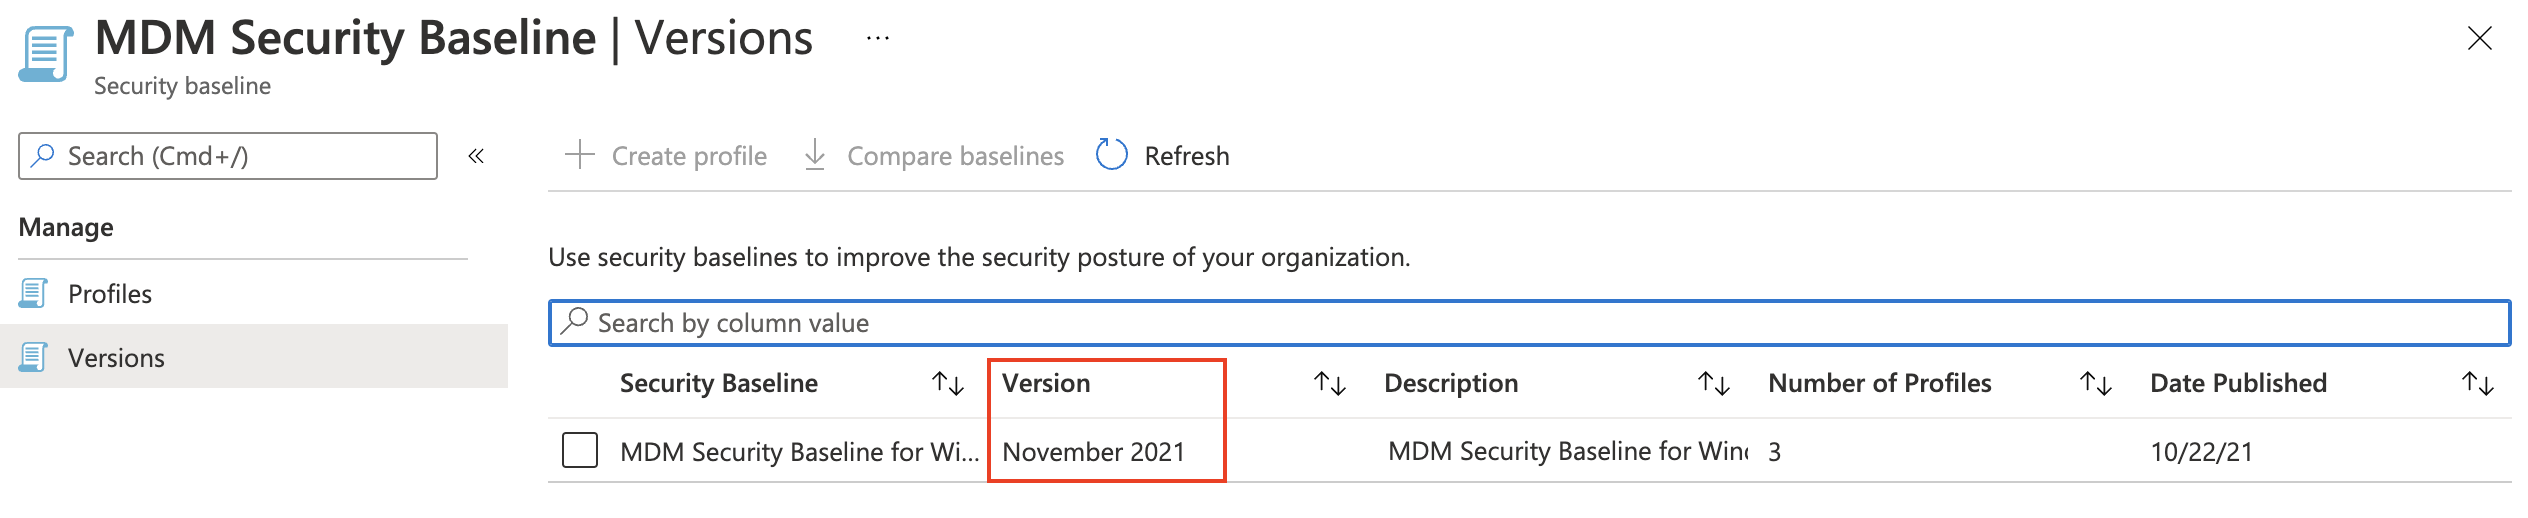 MDM Security Baseline | Versions ...
Security baseline
Search (Cmd+/)
«
Manage
Profiles
Versions
Create profile Compare baselines Refresh
Use security baselines to improve the security posture of your organization.
Search by column value
Security Baseline Version Description Number of Profiles Date Published
MDM Security Baseline for Wi... November 2021 MDM Security Baseline for Wind 3 10/22/21